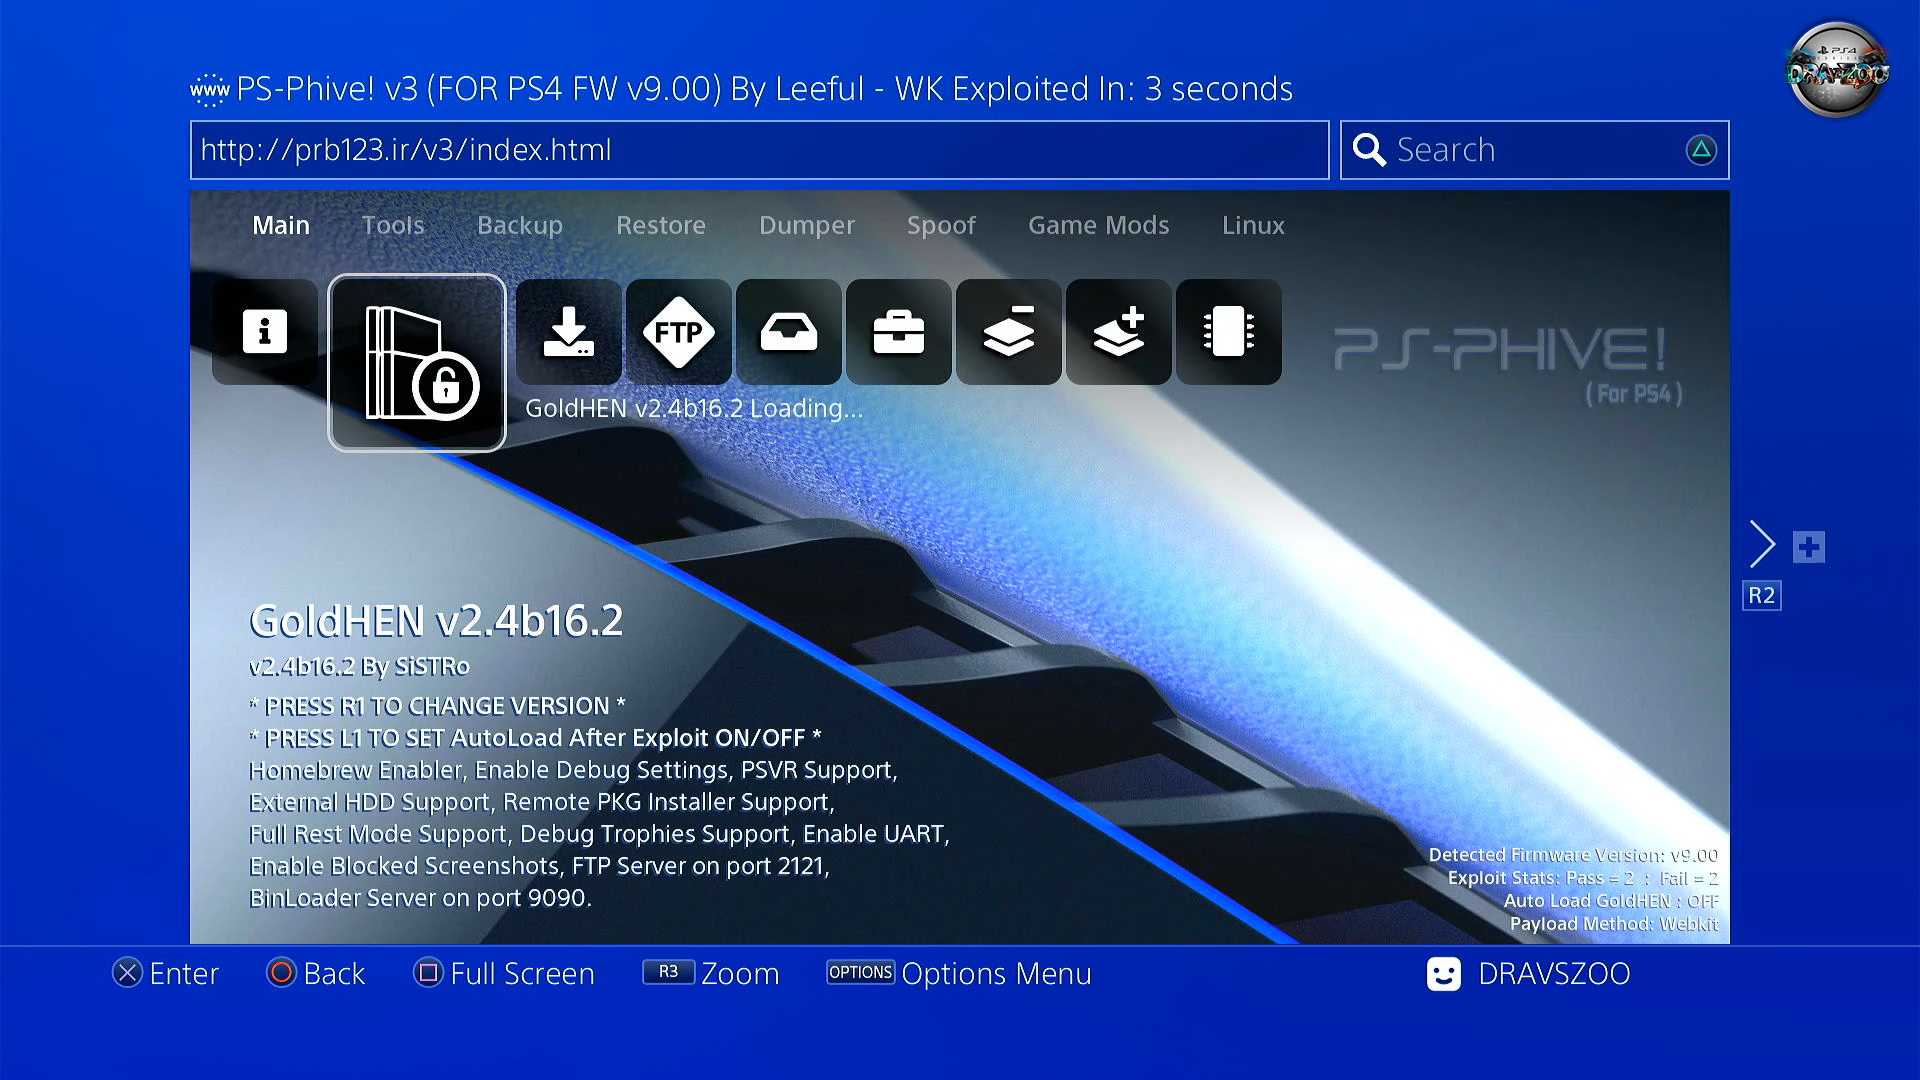 PS4
DRAVSZOO
www PS-Phive! v3 (FOR PS4 FW v9.00) By Leeful - WK Exploited In: 3 seconds
http://prb123.ir/v3/index.html
Search
Main Tools Backup Restore Dumper Spoof Game Mods Linux
FTP
PS-PHIVE!
(For PS4)
GoldHEN v2.4b16.2 Loading...
GoldHEN v2.4b16.2
v2.4b16.2 By SiSTRo
* PRESS R1 TO CHANGE VERSION *
* PRESS L1 TO SET AutoLoad After Exploit ON/OFF *
Homebrew Enabler, Enable Debug Settings, PSVR Support,
External HDD Support, Remote PKG Installer Support,
Full Rest Mode Support, Debug Trophies Support, Enable UART,
Enable Blocked Screenshots, FTP Server on port 2121,
BinLoader Server on port 9090.
R2
Detected Firmware Version: v9.00
Exploit Stats: Pass = 2 : Fail = 2
Auto Load GoldHEN : OFF
Payload Method: Webkit
Enter Back Full Screen R3 Zoom OPTIONS Options Menu DRAVSZOO